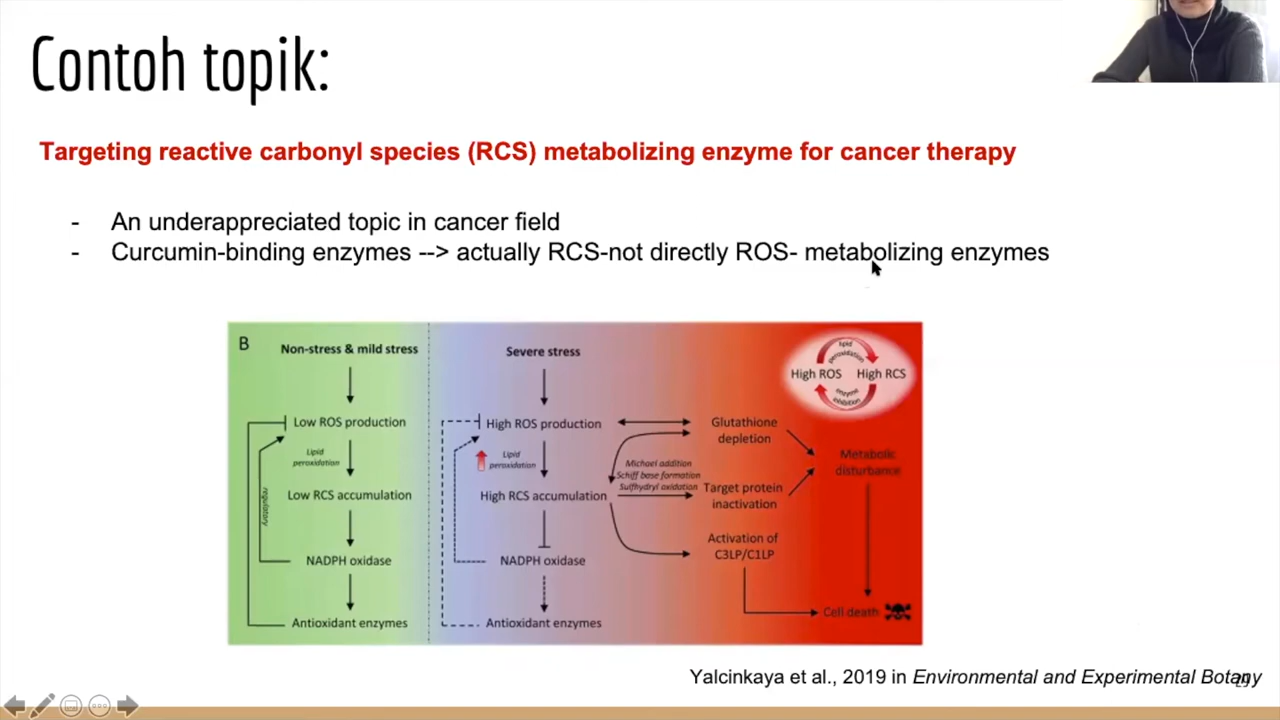 Contoh topik:
Targeting reactive carbonyl species (RCS) metabolizing enzyme for cancer therapy
- An underappreciated topic in cancer field
- Curcumin-binding enzymes --> actually RCS-not directly ROS- metabolizing enzymes
B
Non-stress & mild stress
Low ROS production
Lipid
peroxidation
Low RCS accumulation
regulatory
NADPH oxidase
Antioxidant enzymes
Severe stress
High ROS production
Lipid
peroxidation
High RCS accumulation
NADPH oxidase
Antioxidant enzymes
Michael addition
Schiff base formation
Sulfhydryl oxidation
Glutathione
depletion
Target protein
inactivation
Activation of
C3LP/C1LP
lipid
peroxidation
High ROS
High RCS
enzyme
inhibition
Metabolic
disturbance
Cell death
Yalcinkaya et al., 2019 in Environmental and Experimental Botany